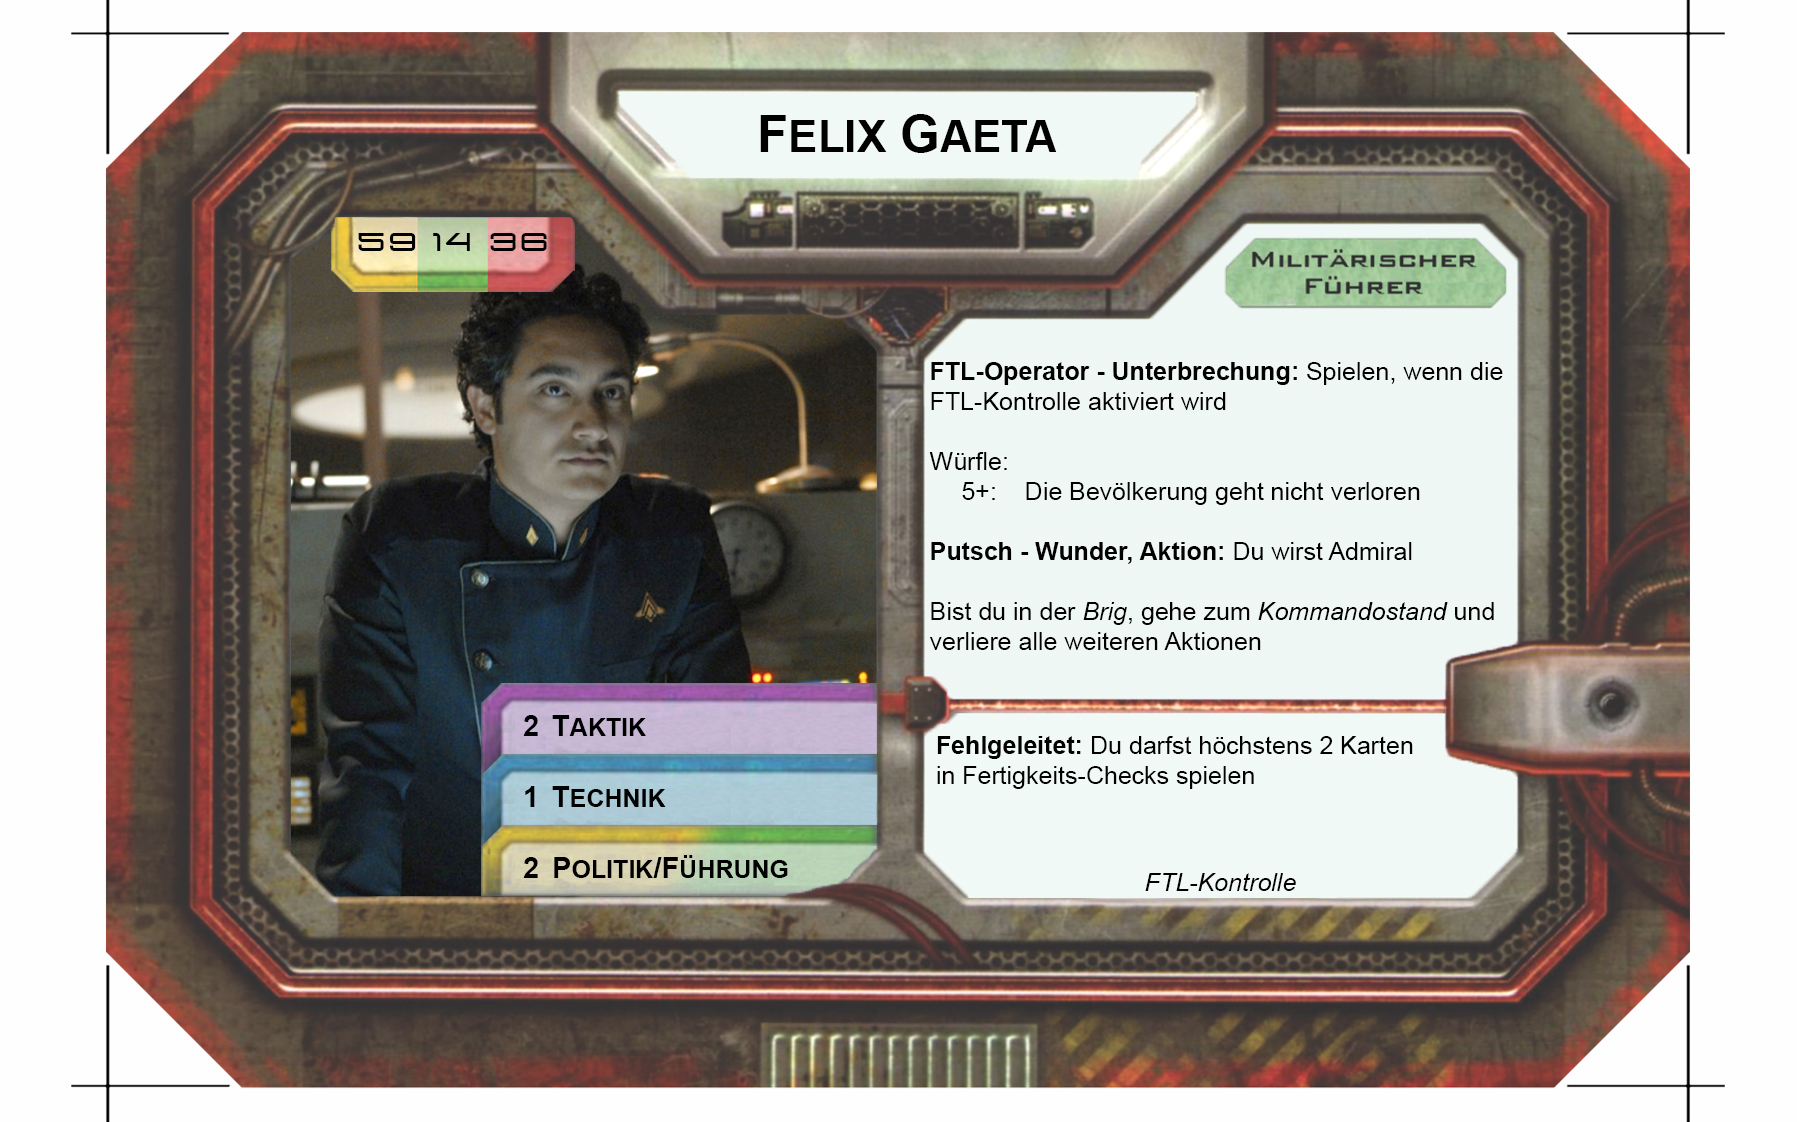 FELIX GAETA
59 14 36
MILITÄRISCHER
FÜHRER
FTL-Operator - Unterbrechung: Spielen, wenn die
FTL-Kontrolle aktiviert wird
Würfle:
5+: Die Bevölkerung geht nicht verloren
Putsch - Wunder, Aktion: Du wirst Admiral
Bist du in der Brig, gehe zum Kommandostand und
verliere alle weiteren Aktionen
2 TAKTIK
1 TECHNIK
2 POLITIK/FÜHRUNG
Fehlgeleitet: Du darfst höchstens 2 Karten
in Fertigkeits-Checks spielen
FTL-Kontrolle